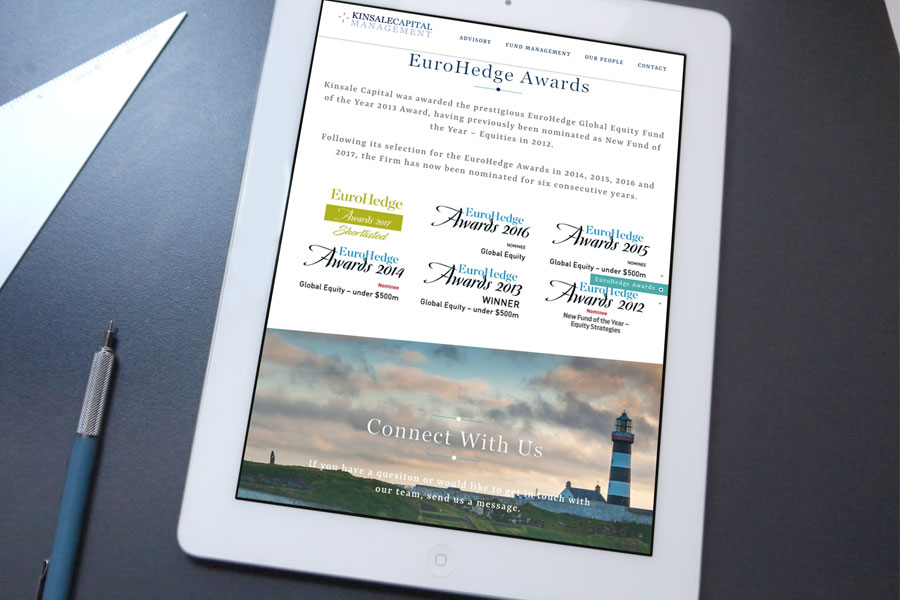 KINSALECAPITAL
MANAGEMENT
ADVISORY FUND MANAGEMENT OUR PEOPLE CONTACT
EuroHedge Awards
Kinsale Capital was awarded the prestigious EuroHedge Global Equity Fund
of the Year 2013 Award, having previously been nominated as New Fund of
the Year – Equities in 2012.
Following its selection for the EuroHedge Awards in 2014, 2015, 2016 and
2017, the Firm has now been nominated for six consecutive years.
EuroHedge
Awards 2017
Shortlisted
EuroHedge
Awards 2016
NOMINEE
Global Equity
EuroHedge
Awards 2015
NOMINEE
Global Equity – under $500m
EuroHedge Awards
EuroHedge
Awards 2014
Nominee
Global Equity – under $500m
EuroHedge
Awards 2013
WINNER
Global Equity – under $500m
EuroHedge
Awards 2012
Nominee
New Fund of the Year –
Equity Strategies
Connect With Us
If you have a quesiton or would like to get in touch with
our team, send us a message.